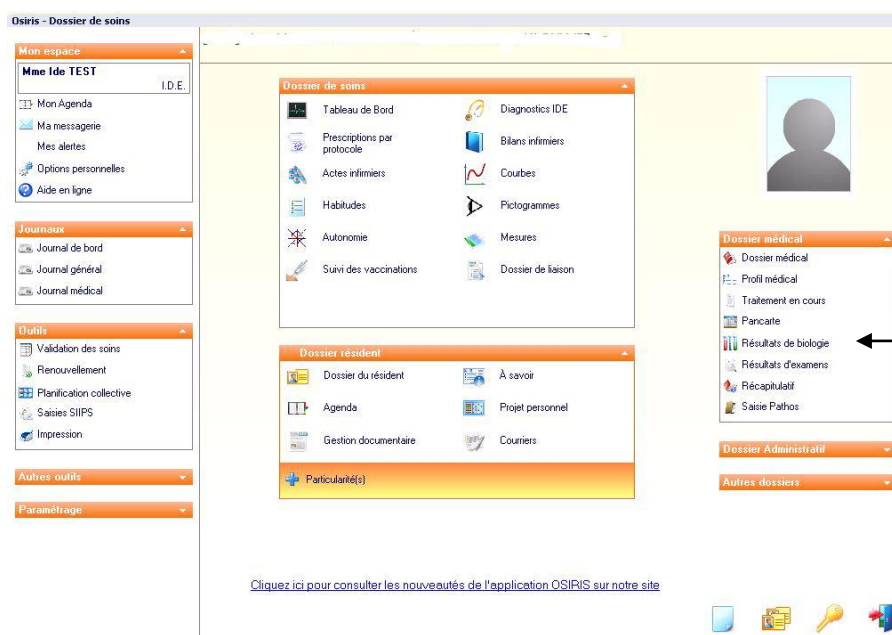 Osiris - Dossier de soins
Mon espace
Mme Ide TEST
I.D.E.
Mon Agenda
Ma messagerie
Mes alertes
Options personnelles
Aide en ligne
Journaux
Journal de bord
Journal général
Journal médical
Outils
Validation des soins
Renouvellement
Planification collective
Saisies SIIPS
Impression
Autres outils
Paramétrage
Dossier de soins
Tableau de Bord
Diagnostics IDE
Prescriptions par
protocole
Bilans infirmiers
Actes infirmiers
Courbes
Habitudes
Pictogrammes
Autonomie
Mesures
Suivi des vaccinations
Dossier de liaison
Dossier résident
Dossier du résident
À savoir
Agenda
Projet personnel
Gestion documentaire
Courriers
Particularité(s)
Dossier médical
Dossier médical
Profil médical
Traitement en cours
Pancarte
Résultats de biologie
Résultats d'examens
Récapitulatif
Saisie Pathos
Dossier Administratif
Autres dossiers
Cliquez ici pour consulter les nouveautés de l'application OSIRIS sur notre site